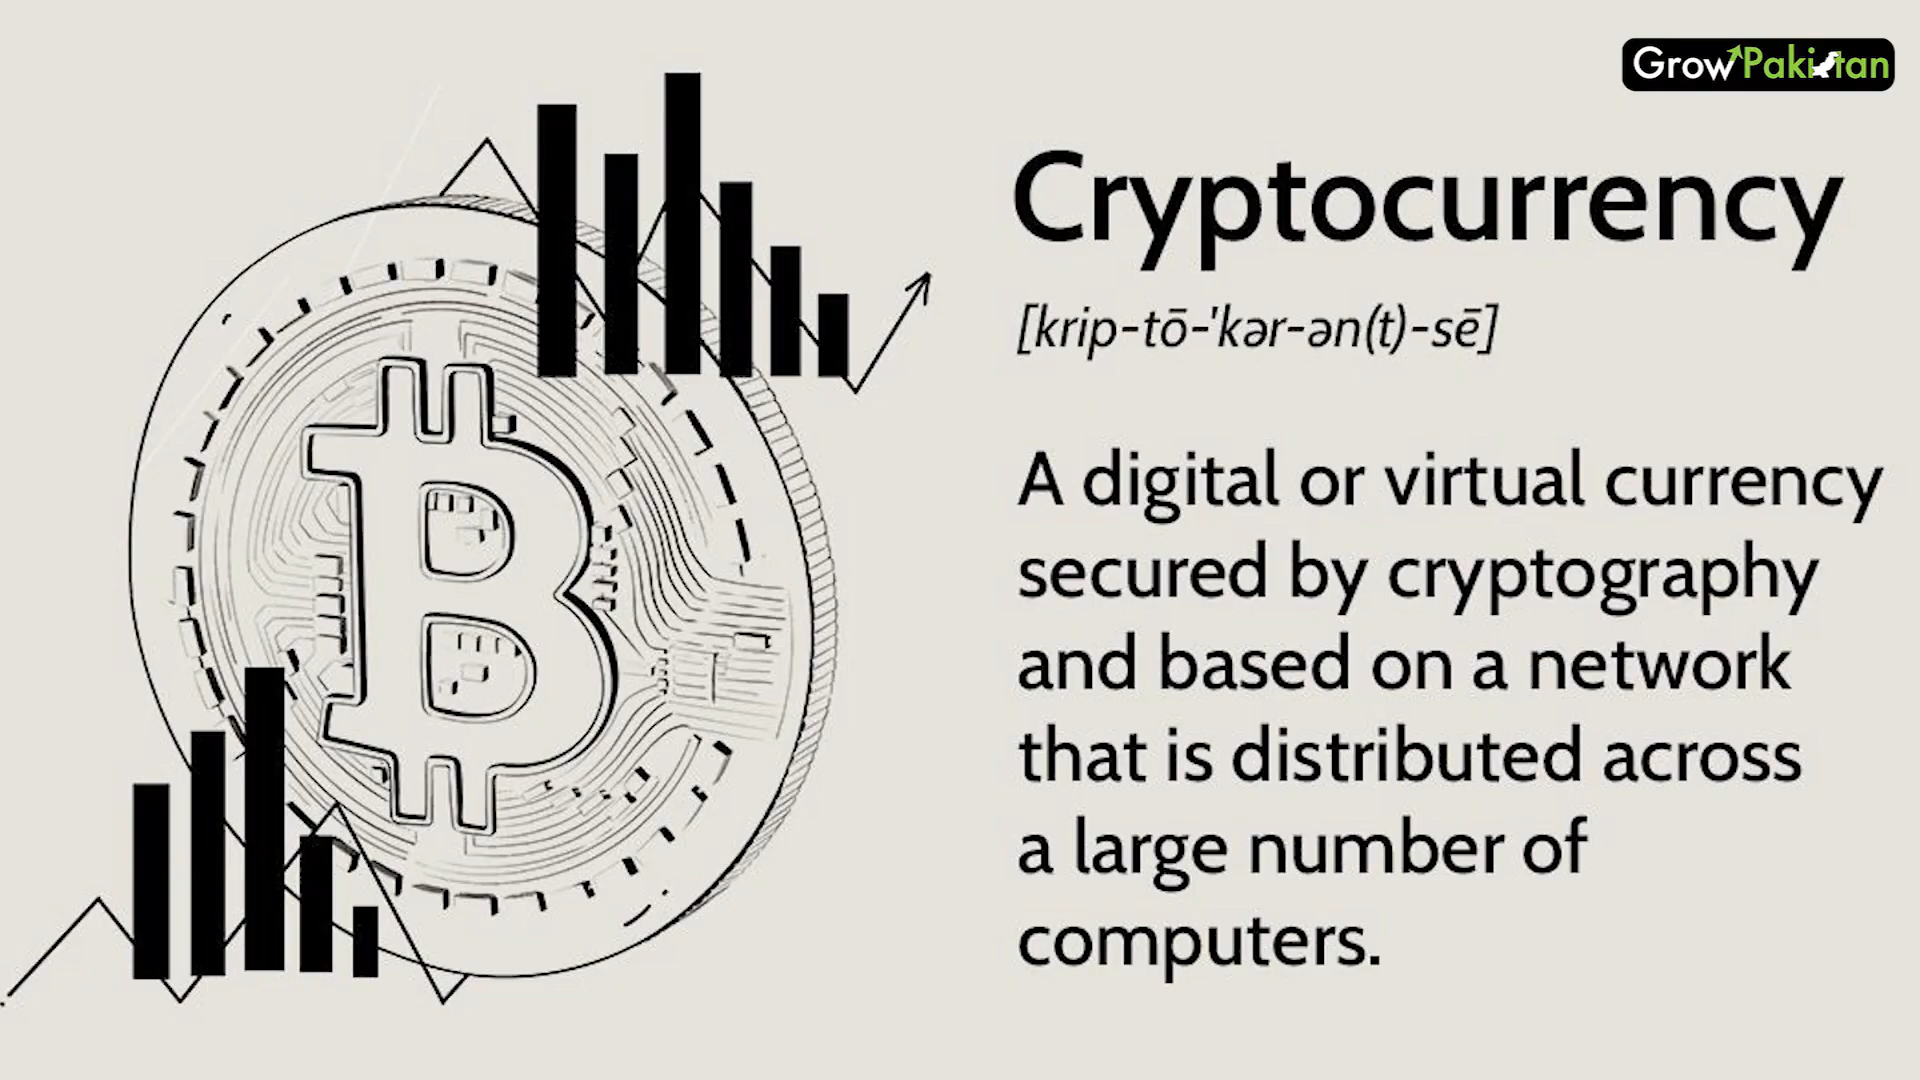 GrowPakistan
Cryptocurrency
[krip-tō-ˈkər-ən(t)-sē]
A digital or virtual currency
secured by cryptography
and based on a network
that is distributed across
a large number of
computers.